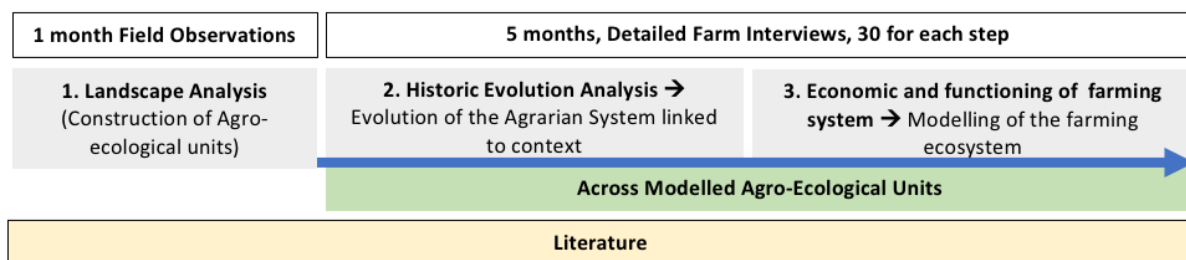 1 month Field Observations
5 months, Detailed Farm Interviews, 30 for each step
1. Landscape Analysis
(Construction of Agro-
ecological units)
2. Historic Evolution Analysis →
Evolution of the Agrarian System linked
to context
3. Economic and functioning of farming
system → Modelling of the farming
ecosystem
Across Modelled Agro-Ecological Units
Literature